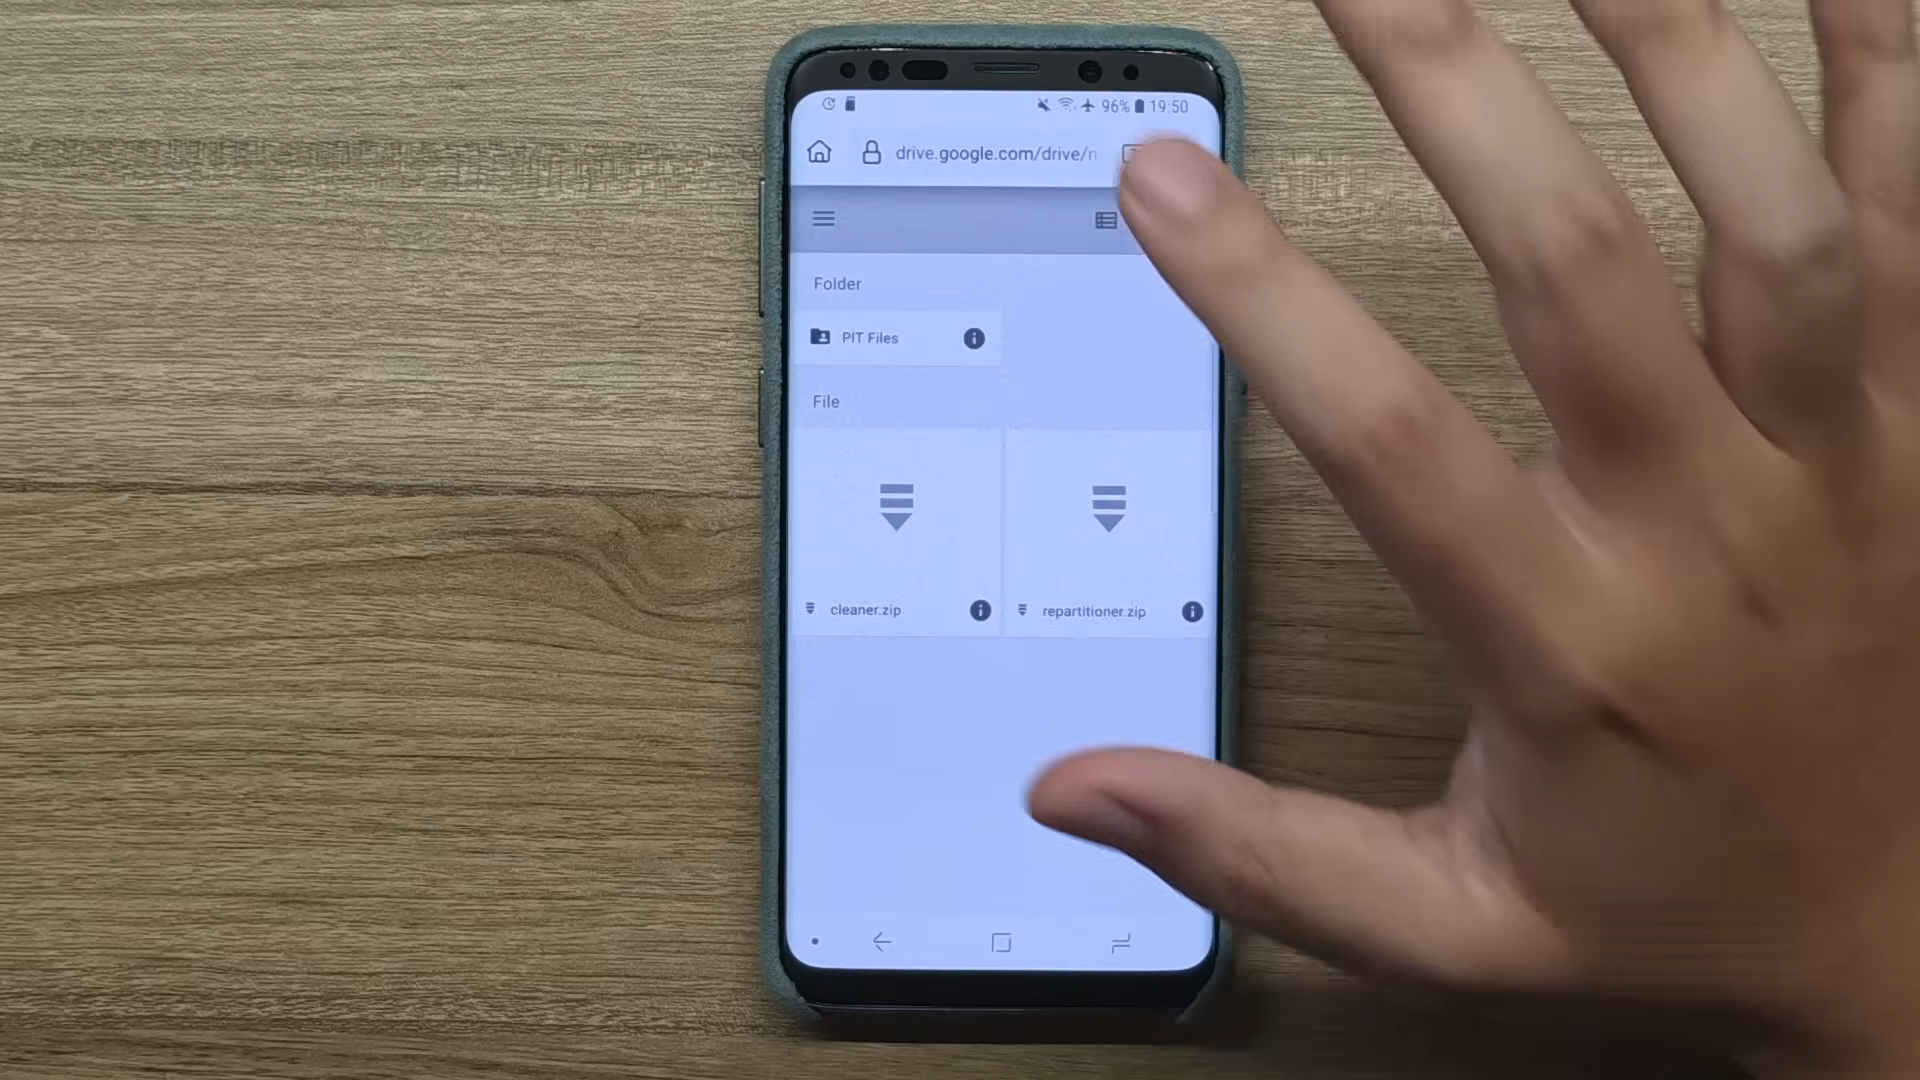 96% 19:50
drive.google.com/drive/
Folder
PIT Files
File
cleaner.zip
repartitioner.zip